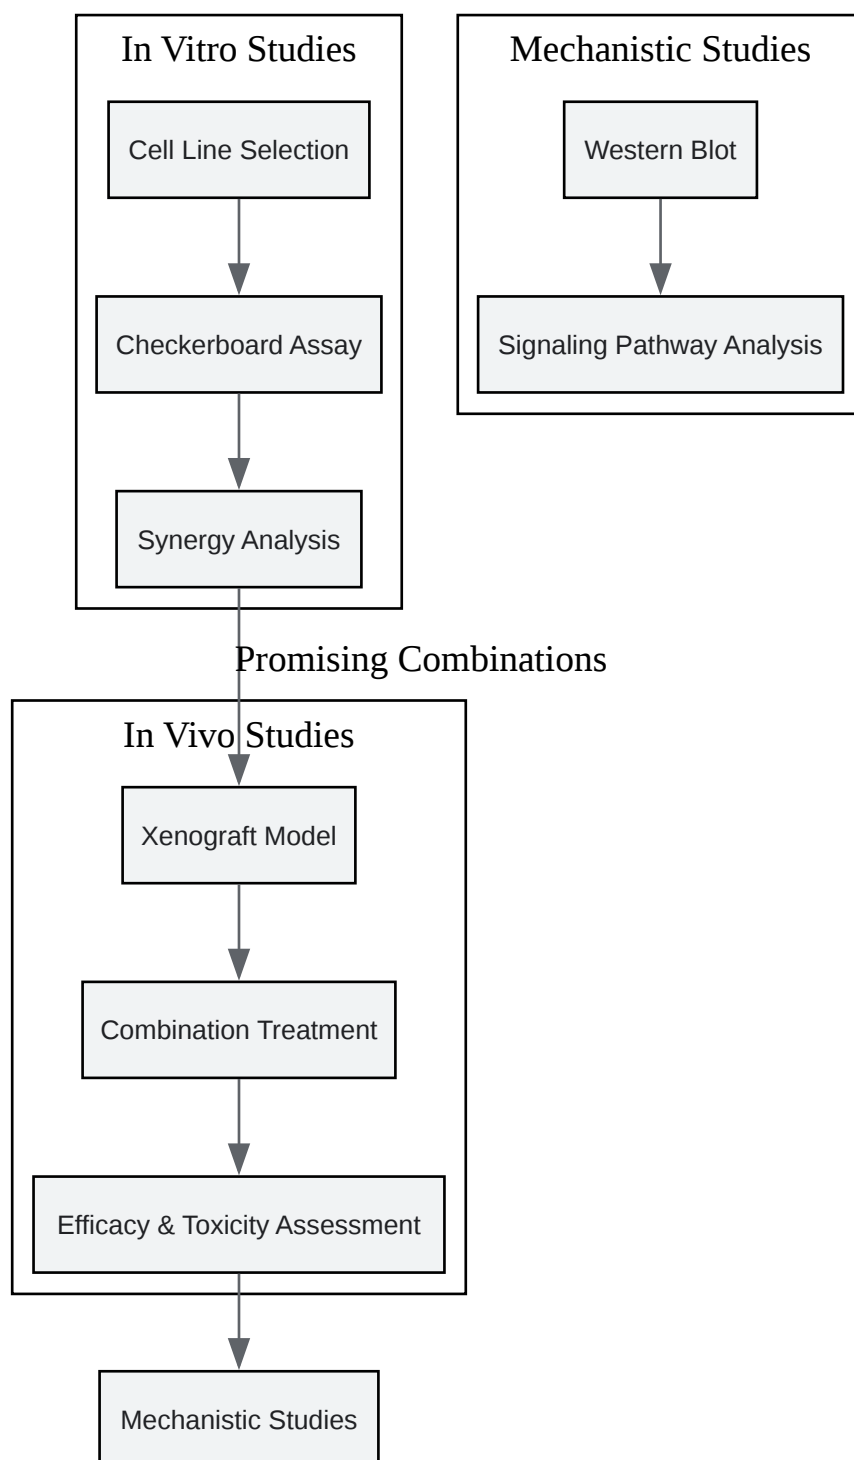 In Vitro Studies
Cell Line Selection
Checkerboard Assay
Synergy Analysis
Mechanistic Studies
Western Blot
Signaling Pathway Analysis
Promising Combinations
In Vivo Studies
Xenograft Model
Combination Treatment
Efficacy & Toxicity Assessment
Mechanistic Studies